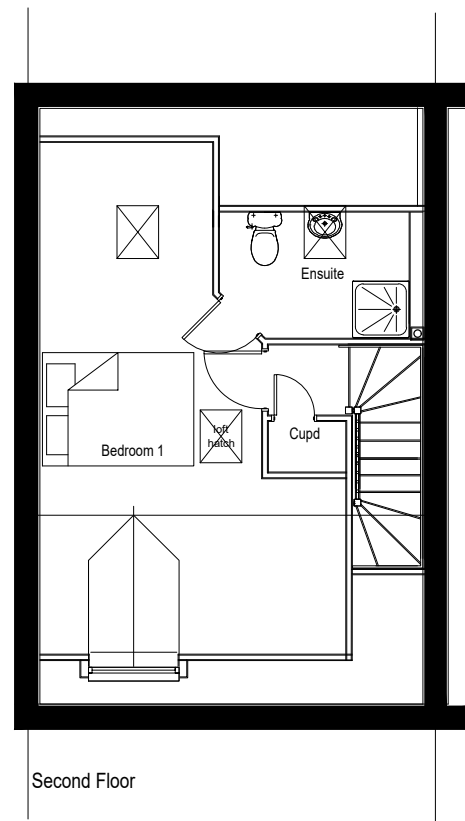 Ensuite
Bedroom 1
loft
hatch
Cupd
Second Floor